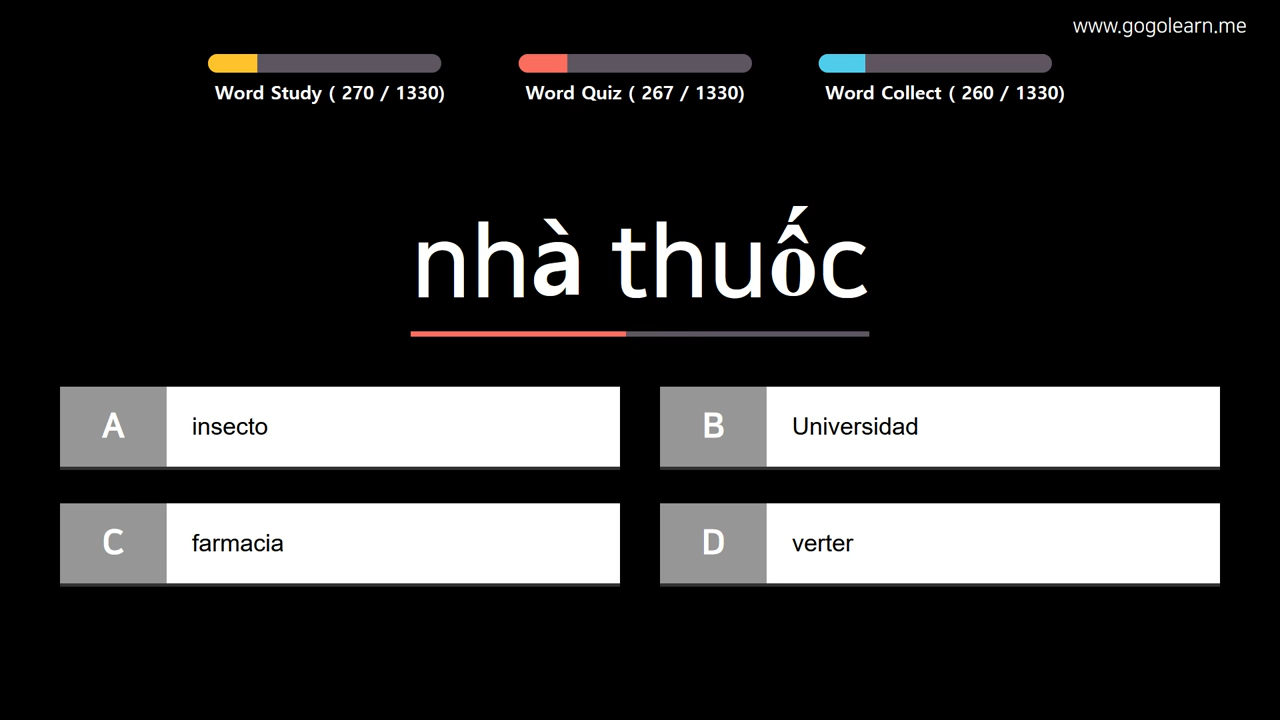 www.gogolearn.me
Word Study ( 270 / 1330)
Word Quiz ( 267 / 1330)
Word Collect ( 260 / 1330)
nhà thuốc
A insecto
B Universidad
C farmacia
D verter